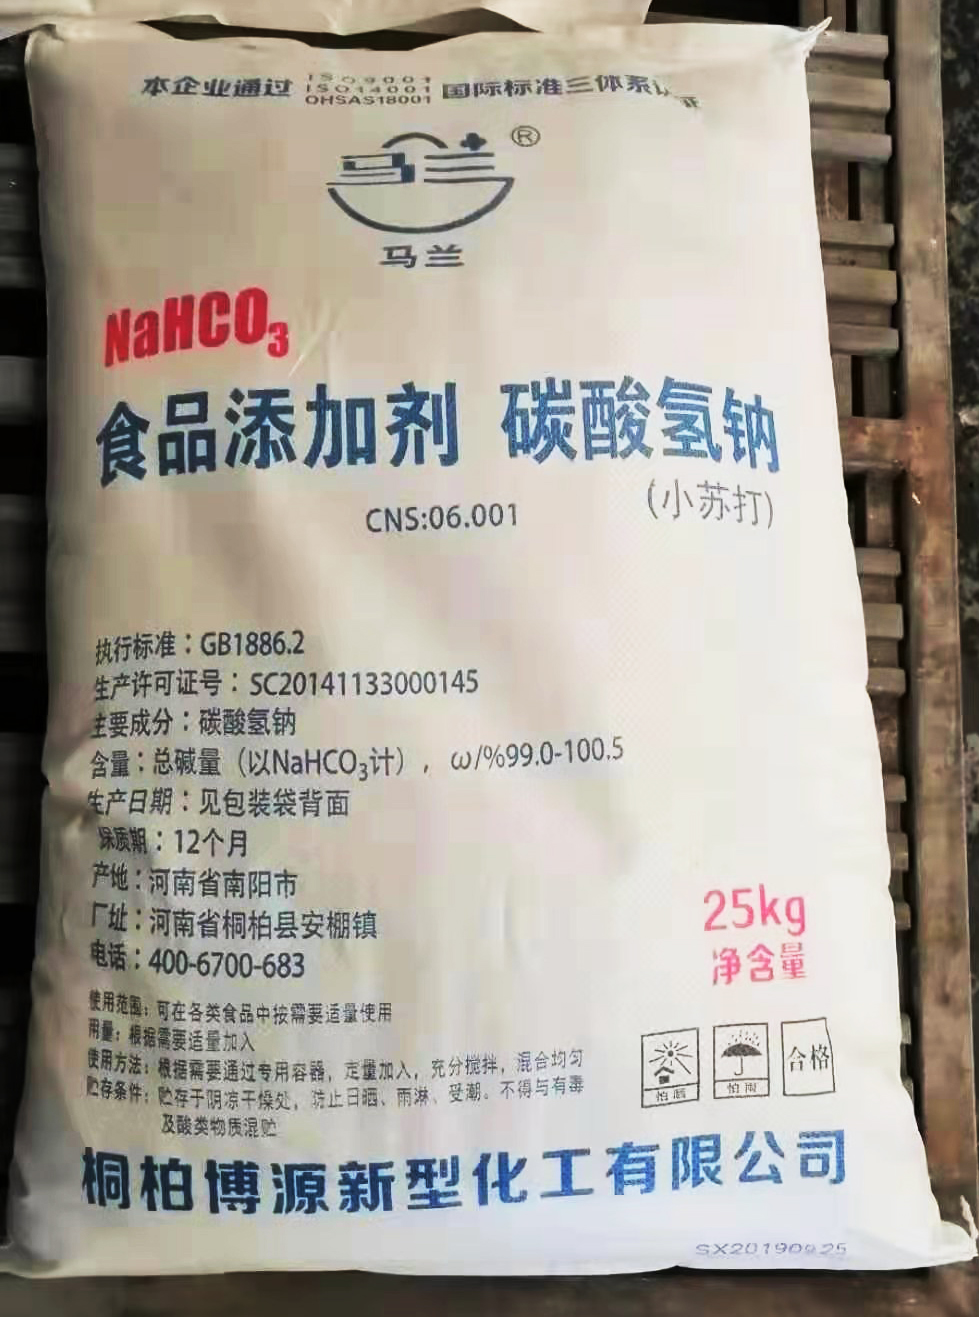 本企业通过 ISO9001 ISO14001 OHSAS18001 国际标准三体系认证
马兰 ®
马兰
NaHCO₃
食品添加剂 碳酸氢钠
(小苏打)
CNS:06.001
执行标准：GB1886.2
生产许可证号：SC20141133000145
主要成分：碳酸氢钠
含量：总碱量（以NaHCO₃计），ω/%99.0-100.5
生产日期：见包装袋背面
保质期：12个月
产地：河南省南阳市
厂址：河南省桐柏县安棚镇
电话：400-6700-683
25kg
净含量
使用范围：可在各类食品中按需要适量使用
用量：根据需要适量加入
使用方法：根据需要通过专用容器，定量加入，充分搅拌，混合均匀
贮存条件：贮存于阴凉干燥处，防止日晒、雨淋、受潮。不得与有毒
及酸类物质混贮
怕晒 怕雨 合格
桐柏博源新型化工有限公司
SX20190925